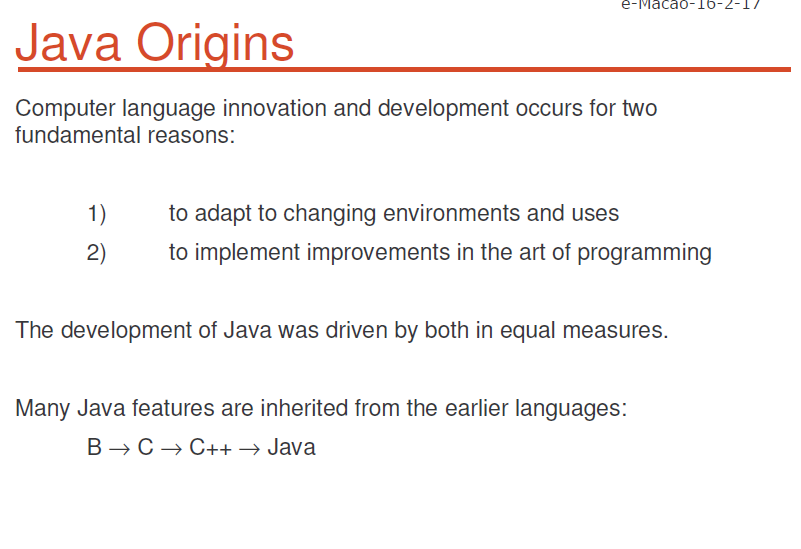 e-Macao-16-2-17
Java Origins
Computer language innovation and development occurs for two
fundamental reasons:
1) to adapt to changing environments and uses
2) to implement improvements in the art of programming
The development of Java was driven by both in equal measures.
Many Java features are inherited from the earlier languages:
B → C → C++ → Java